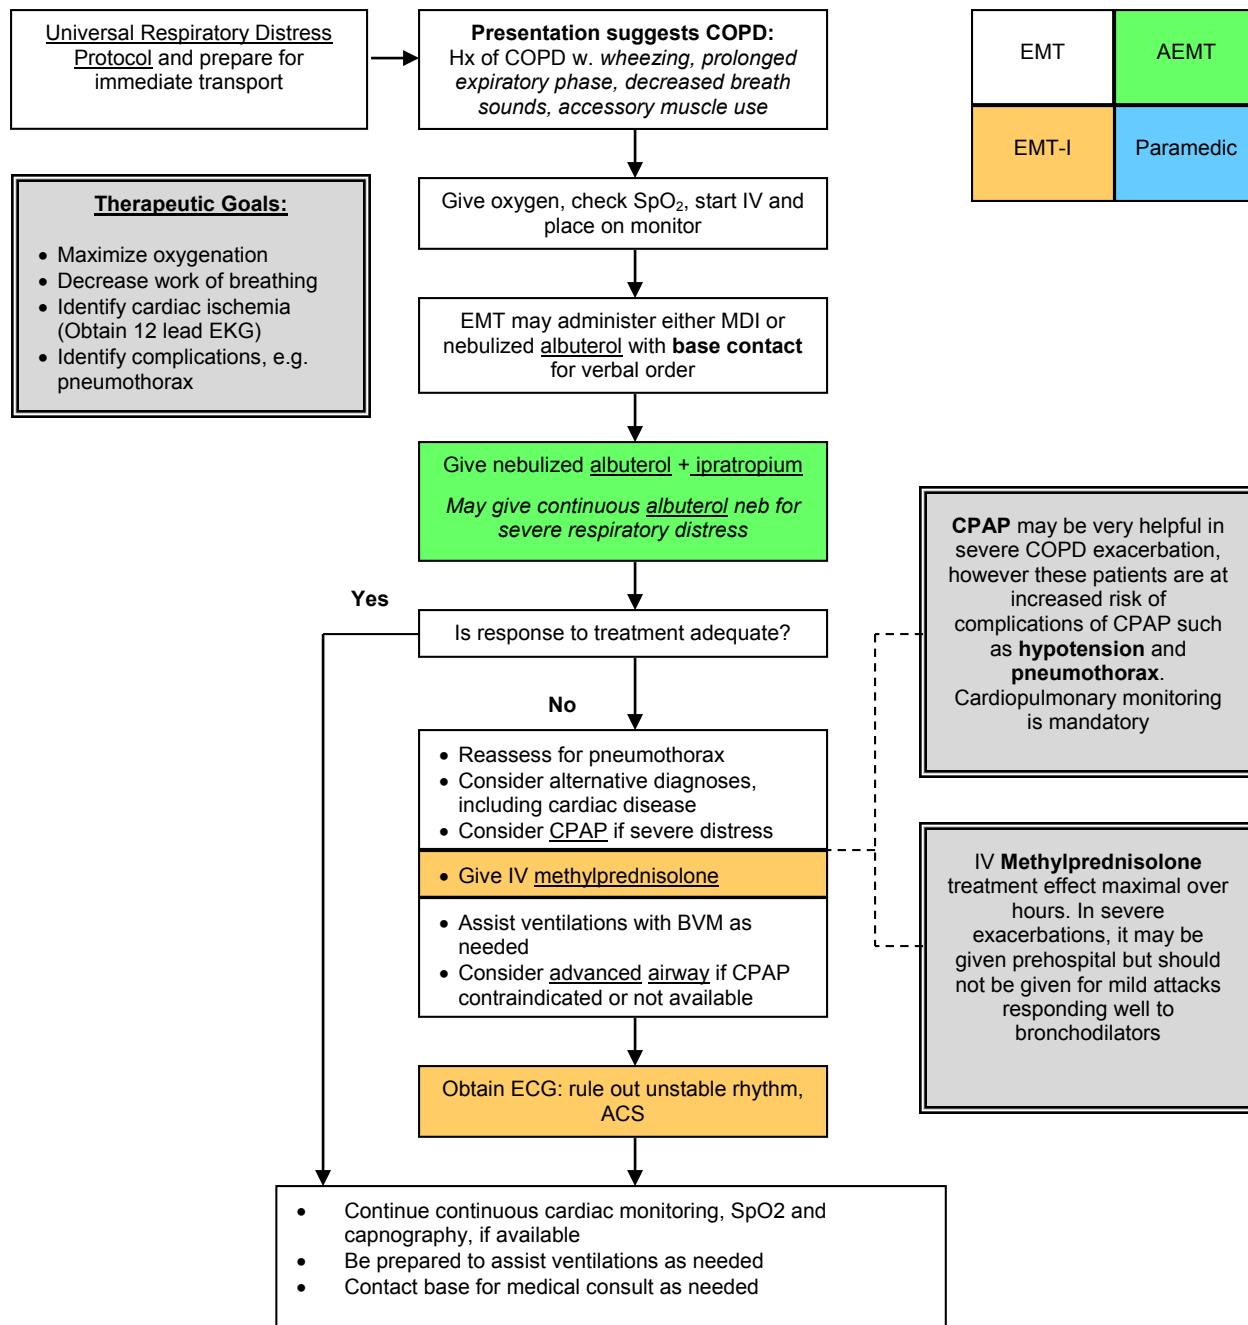 Universal Respiratory Distress
Protocol and prepare for
immediate transport
Presentation suggests COPD:
Hx of COPD w. wheezing, prolonged
expiratory phase, decreased breath
sounds, accessory muscle use
EMT
AEMT
EMT-I
Paramedic
Therapeutic Goals:
• Maximize oxygenation
• Decrease work of breathing
• Identify cardiac ischemia
(Obtain 12 lead EKG)
• Identify complications, e.g.
pneumothorax
Give oxygen, check SpO₂, start IV and
place on monitor
EMT may administer either MDI or
nebulized albuterol with base contact
for verbal order
Give nebulized albuterol + ipratropium
May give continuous albuterol neb for
severe respiratory distress
Yes
Is response to treatment adequate?
No
• Reassess for pneumothorax
• Consider alternative diagnoses,
including cardiac disease
• Consider CPAP if severe distress
• Give IV methylprednisolone
• Assist ventilations with BVM as
needed
• Consider advanced airway if CPAP
contraindicated or not available
CPAP may be very helpful in
severe COPD exacerbation,
however these patients are at
increased risk of
complications of CPAP such
as hypotension and
pneumothorax.
Cardiopulmonary monitoring
is mandatory
IV Methylprednisolone
treatment effect maximal over
hours. In severe
exacerbations, it may be
given prehospital but should
not be given for mild attacks
responding well to
bronchodilators
Obtain ECG: rule out unstable rhythm,
ACS
• Continue continuous cardiac monitoring, SpO2 and
capnography, if available
• Be prepared to assist ventilations as needed
• Contact base for medical consult as needed